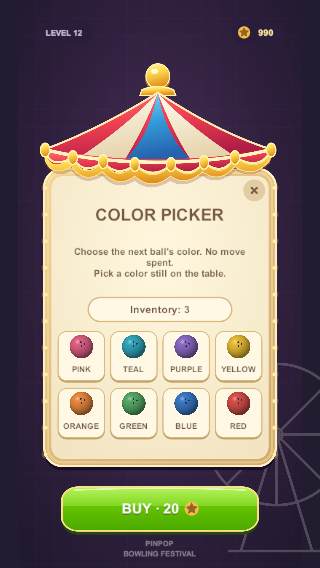 LEVEL 12
990
COLOR PICKER
Choose the next ball's color. No move
spent.
Pick a color still on the table.
Inventory: 3
PINK
TEAL
PURPLE
YELLOW
ORANGE
GREEN
BLUE
RED
BUY · 20
PINPOP
BOWLING FESTIVAL